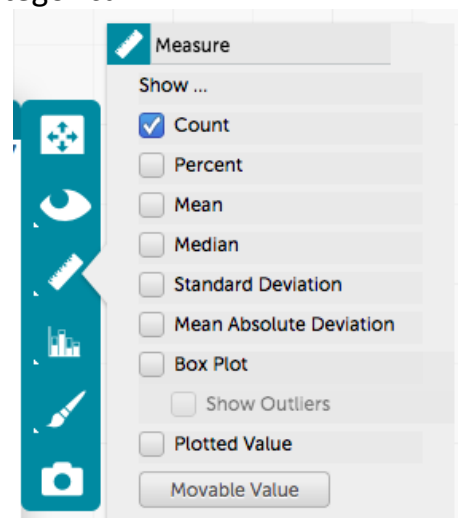 Measure
Show ...
Count
Percent
Mean
Median
Standard Deviation
Mean Absolute Deviation
Box Plot
Show Outliers
Plotted Value
Movable Value